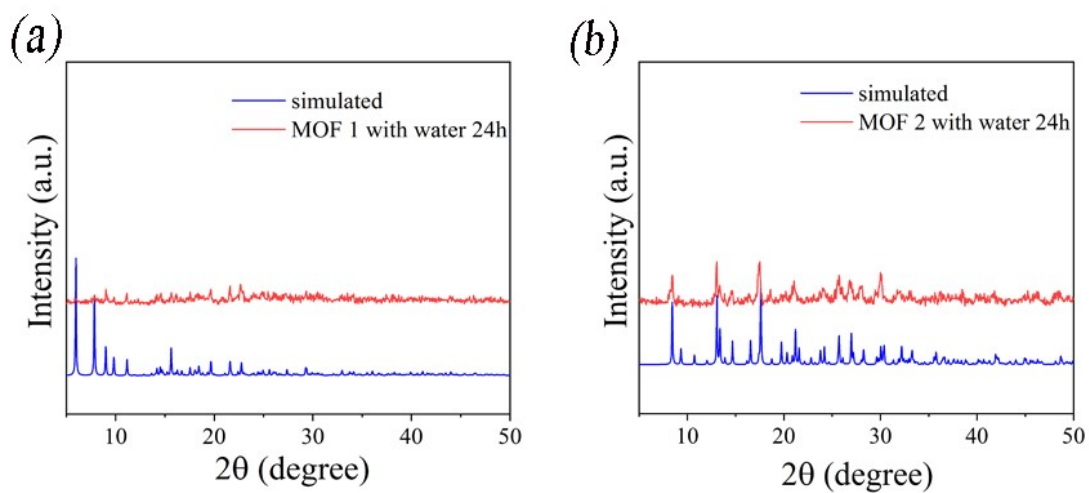 (a)
simulated
MOF 1 with water 24h
Intensity (a.u.)
10 20 30 40 50
2θ (degree)
(b)
simulated
MOF 2 with water 24h
Intensity (a.u.)
10 20 30 40 50
2θ (degree)